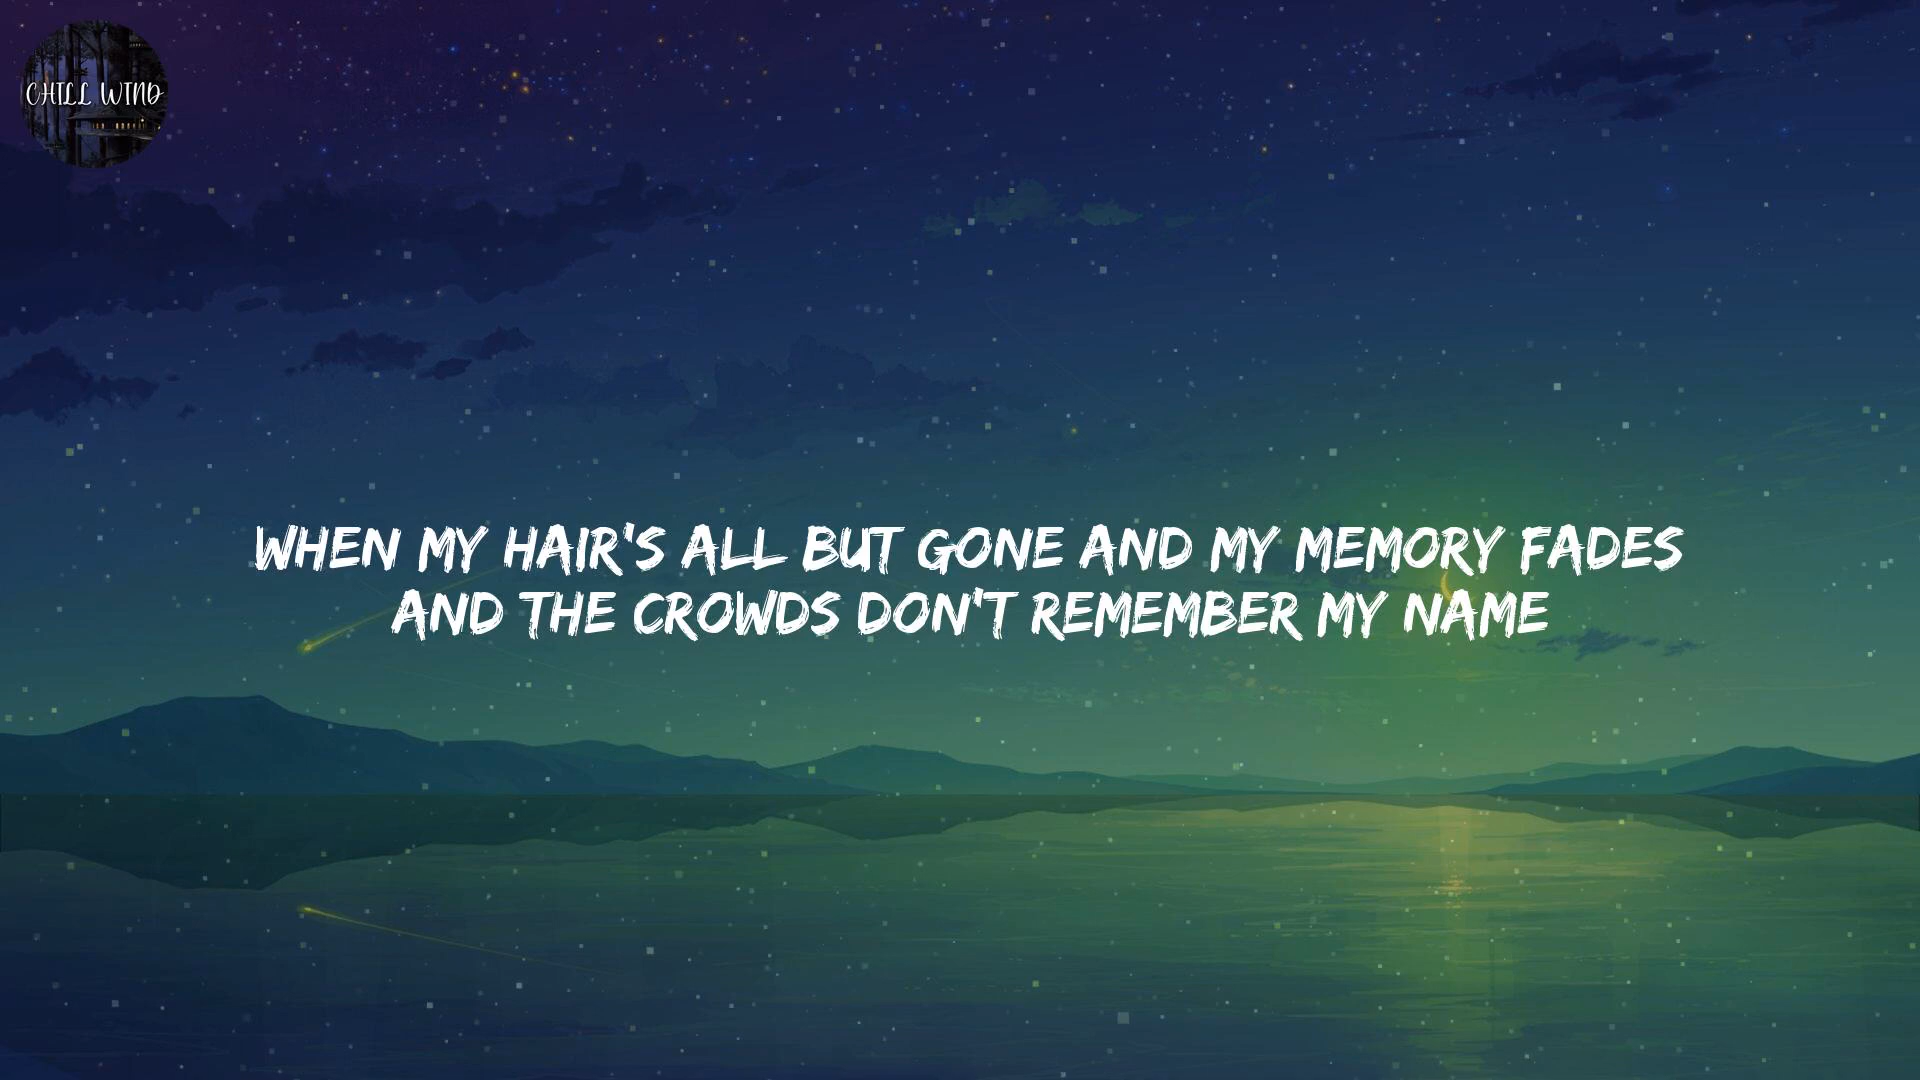 CHILL WIND
WHEN MY HAIR'S ALL BUT GONE AND MY MEMORY FADES
AND THE CROWDS DON'T REMEMBER MY NAME